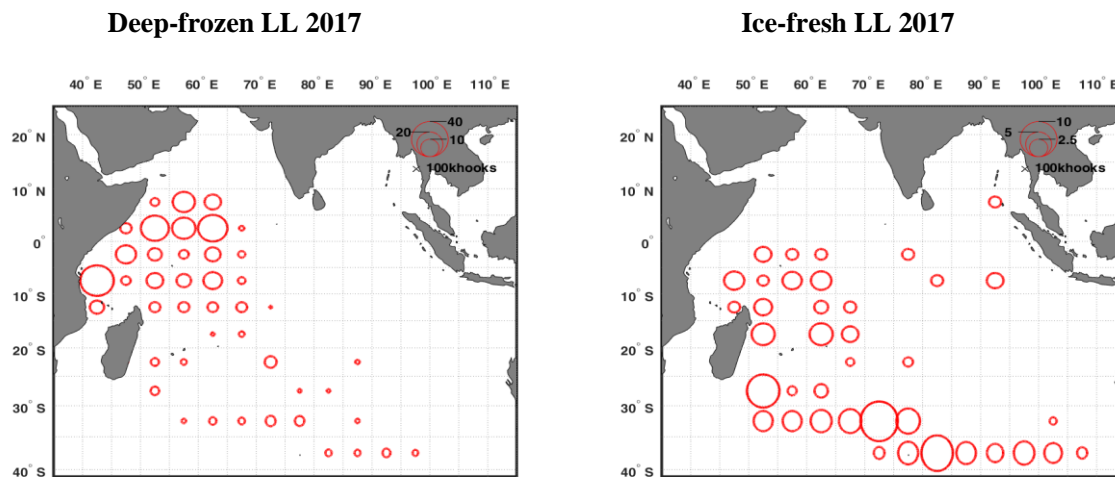 Deep-frozen LL 2017
40° E 50° E 60° E 70° E 80° E 90° E 100° E 110° E
20° N
10° N
0°
10° S
20° S
30° S
40° S
40
20
10
× 100khooks
Ice-fresh LL 2017
40° E 50° E 60° E 70° E 80° E 90° E 100° E 110° E
20° N
10° N
0°
10° S
20° S
30° S
40° S
10
5
2.5
× 100khooks